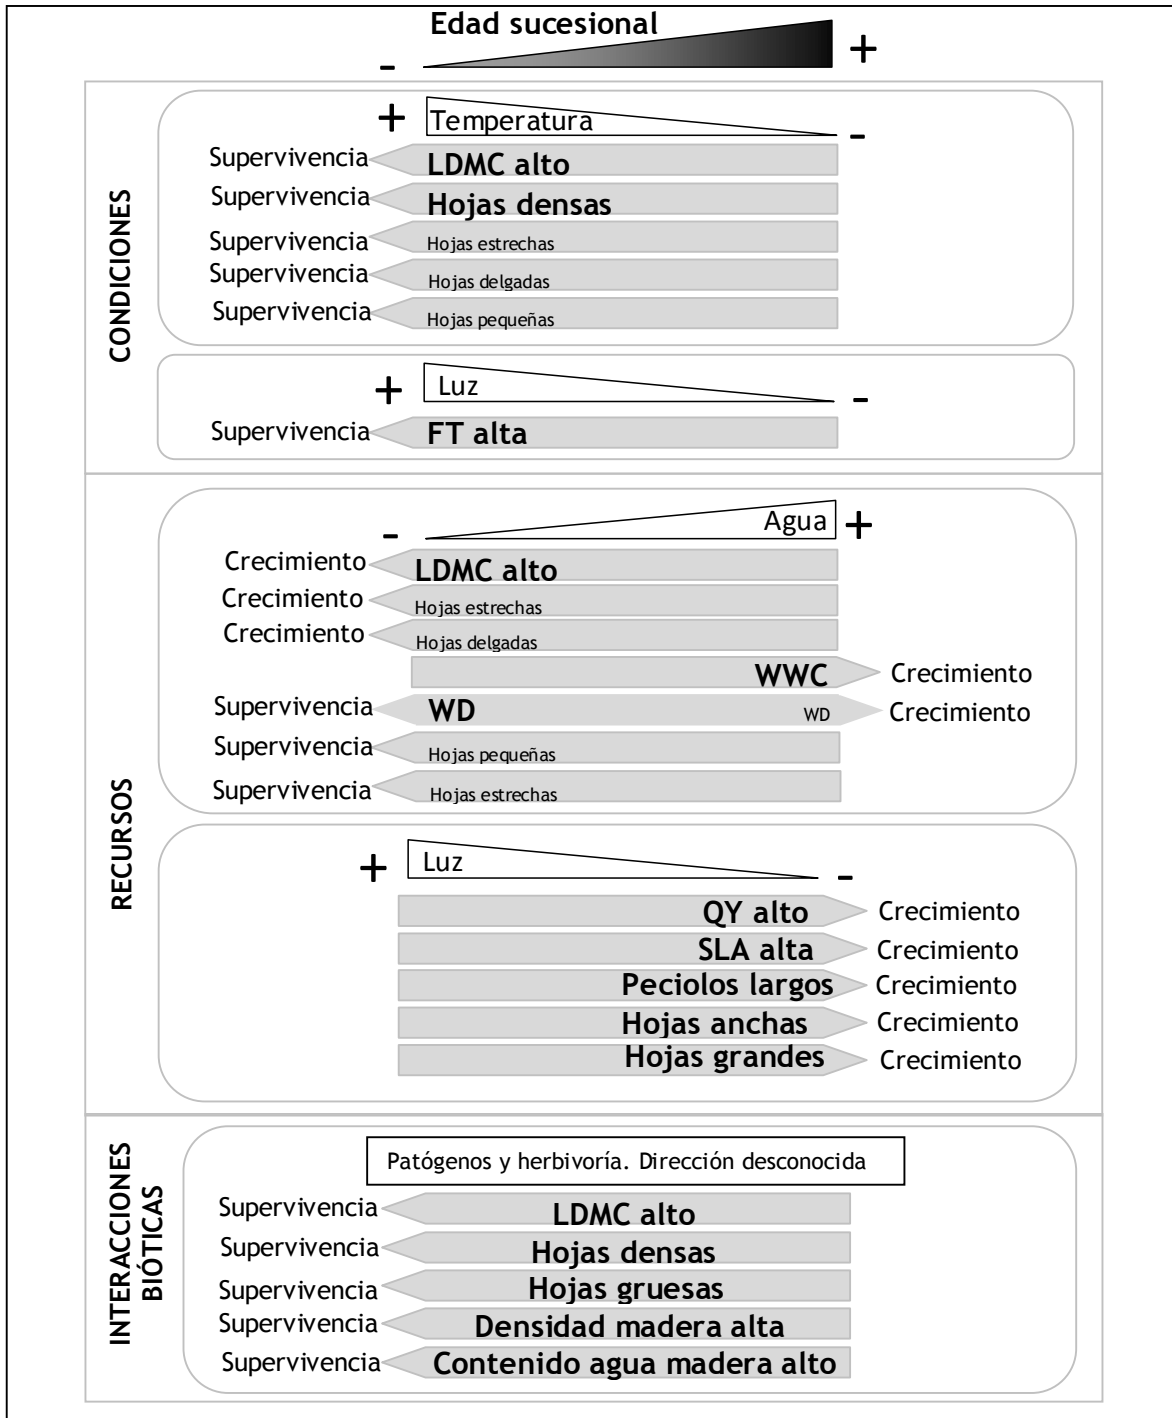 Edad sucesional
- +
CONDICIONES
+ Temperatura -
Supervivencia LDMC alto
Supervivencia Hojas densas
Supervivencia Hojas estrechas
Supervivencia Hojas delgadas
Supervivencia Hojas pequeñas
+ Luz -
Supervivencia FT alta
RECURSOS
- Agua +
Crecimiento LDMC alto
Crecimiento Hojas estrechas
Crecimiento Hojas delgadas
WWC Crecimiento
Supervivencia WD WD Crecimiento
Supervivencia Hojas pequeñas
Supervivencia Hojas estrechas
+ Luz -
QY alto Crecimiento
SLA alta Crecimiento
Peciolos largos Crecimiento
Hojas anchas Crecimiento
Hojas grandes Crecimiento
INTERACCIONES
BIÓTICAS
Patógenos y herbivoría. Dirección desconocida
Supervivencia LDMC alto
Supervivencia Hojas densas
Supervivencia Hojas gruesas
Supervivencia Densidad madera alta
Supervivencia Contenido agua madera alto